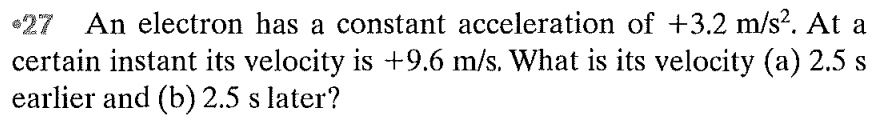 •27 An electron has a constant acceleration of +3.2 m/s². At a
certain instant its velocity is +9.6 m/s. What is its velocity (a) 2.5 s
earlier and (b) 2.5 s later?